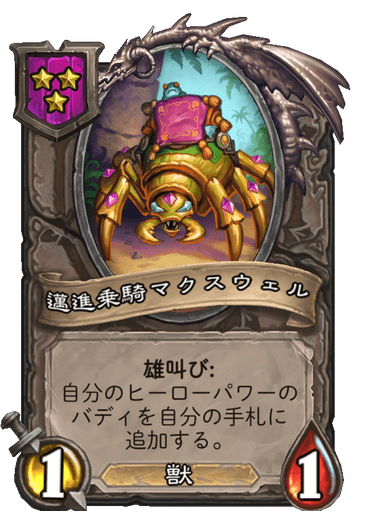 邁進乗騎マクスウェル
雄叫び:
自分のヒーローパワーの
バディを自分の手札に
追加する。
獣
1
1